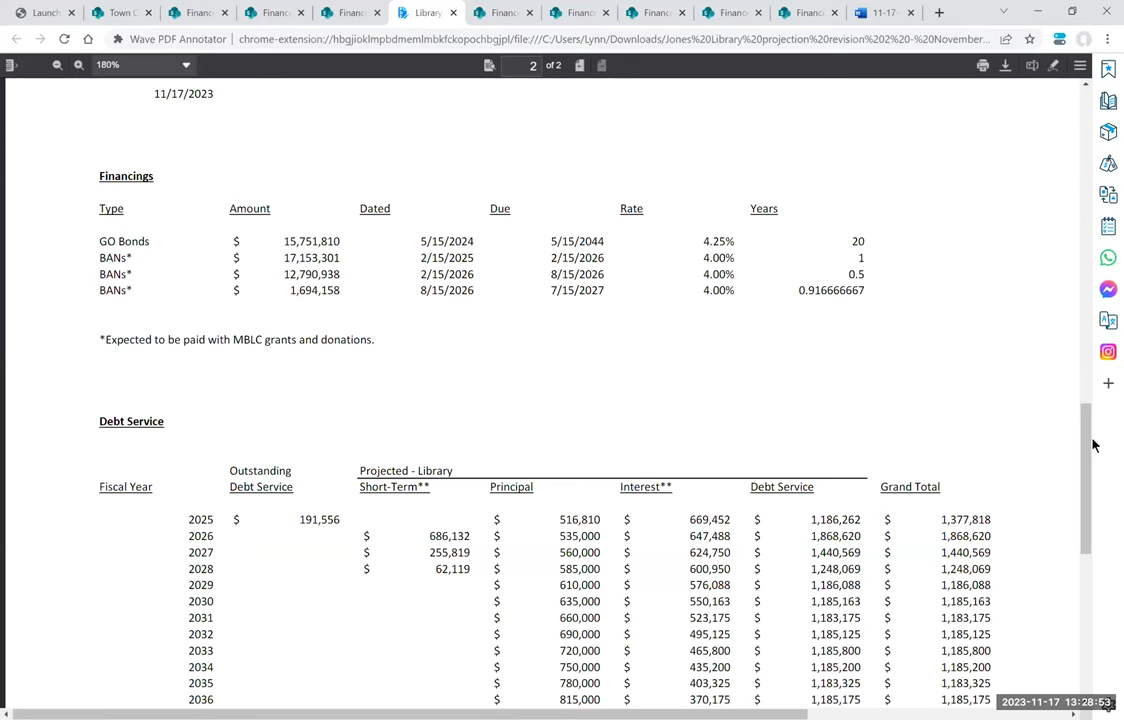 Launch Town C Financ Financ Financ Library Financ Financ Financ Financ Financ 11-17-
Wave PDF Annotator chrome-extension://hbgjioklmpbdmemlmbkfckopochbgjpl/file:///C:/Users/Lynn/Downloads/Jones%20Library%20projection%20revision%202%20-%20November...
180% 2 of 2
11/17/2023
Financings
Type Amount Dated Due Rate Years
GO Bonds $ 15,751,810 5/15/2024 5/15/2044 4.25% 20
BANs* $ 17,153,301 2/15/2025 2/15/2026 4.00% 1
BANs* $ 12,790,938 2/15/2026 8/15/2026 4.00% 0.5
BANs* $ 1,694,158 8/15/2026 7/15/2027 4.00% 0.916666667
*Expected to be paid with MBLC grants and donations.
Debt Service
Outstanding Projected - Library
Fiscal Year Debt Service Short-Term** Principal Interest** Debt Service Grand Total
2025 $ 191,556 $ 516,810 $ 669,452 $ 1,186,262 $ 1,377,818
2026 $ 686,132 $ 535,000 $ 647,488 $ 1,868,620 $ 1,868,620
2027 $ 255,819 $ 560,000 $ 624,750 $ 1,440,569 $ 1,440,569
2028 $ 62,119 $ 585,000 $ 600,950 $ 1,248,069 $ 1,248,069
2029 $ 610,000 $ 576,088 $ 1,186,088 $ 1,186,088
2030 $ 635,000 $ 550,163 $ 1,185,163 $ 1,185,163
2031 $ 660,000 $ 523,175 $ 1,183,175 $ 1,183,175
2032 $ 690,000 $ 495,125 $ 1,185,125 $ 1,185,125
2033 $ 720,000 $ 465,800 $ 1,185,800 $ 1,185,800
2034 $ 750,000 $ 435,200 $ 1,185,200 $ 1,185,200
2035 $ 780,000 $ 403,325 $ 1,183,325 $ 1,183,325
2036 $ 815,000 $ 370,175 $ 1,185,175 $ 1,185,175
2023-11-17 13:28:53